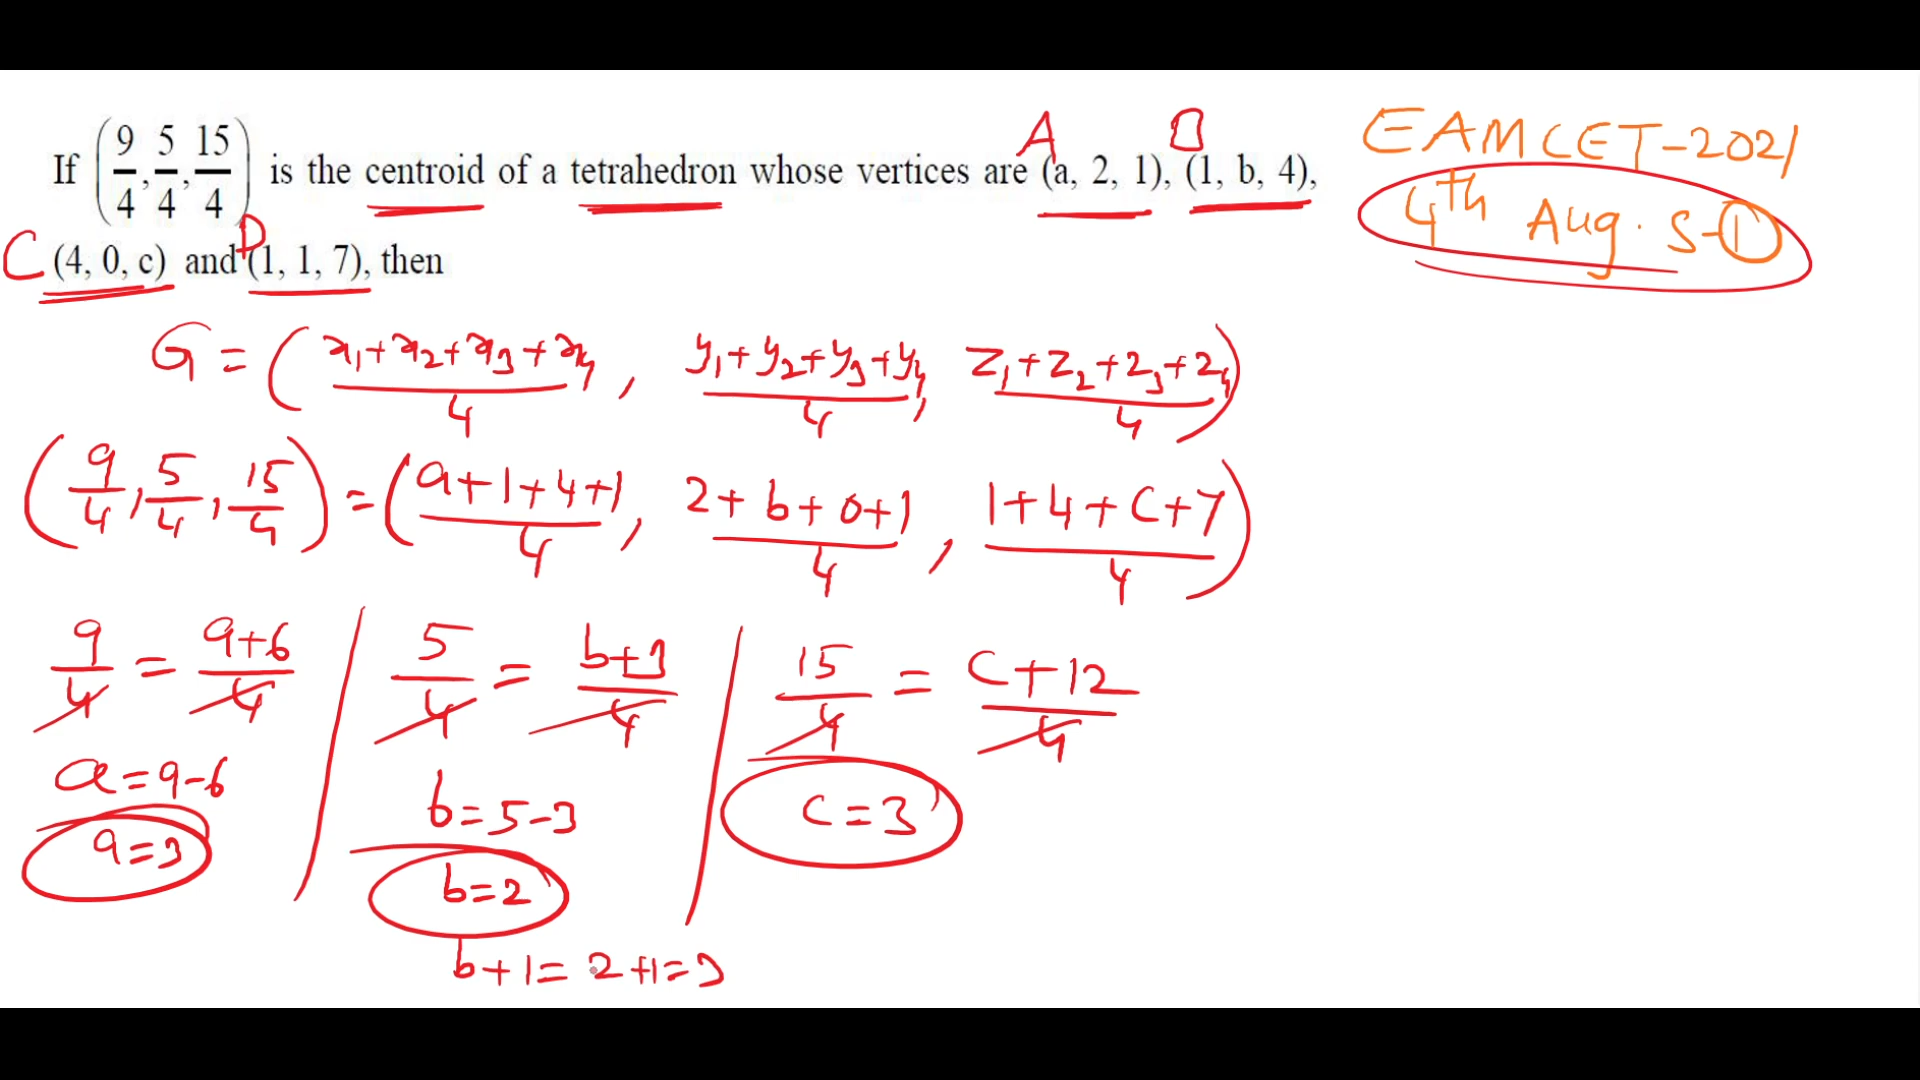 If (9/4, 5/4, 15/4) is the centroid of a tetrahedron whose vertices are (a, 2, 1), (1, b, 4),
A B
(4, 0, c) and (1, 1, 7), then
C D
EAMCET-2021
4th Aug. S-1
G = (x1+x2+x3+x4/4, y1+y2+y3+y4/4, z1+z2+z3+z4/4)
(9/4, 5/4, 15/4) = (a+1+4+1/4, 2+b+0+1/4, 1+4+c+7/4)
9/4 = a+6/4
a=9-6
a=3
5/4 = b+3/4
b=5-3
b=2
b+1=2+1=3
15/4 = c+12/4
c=3